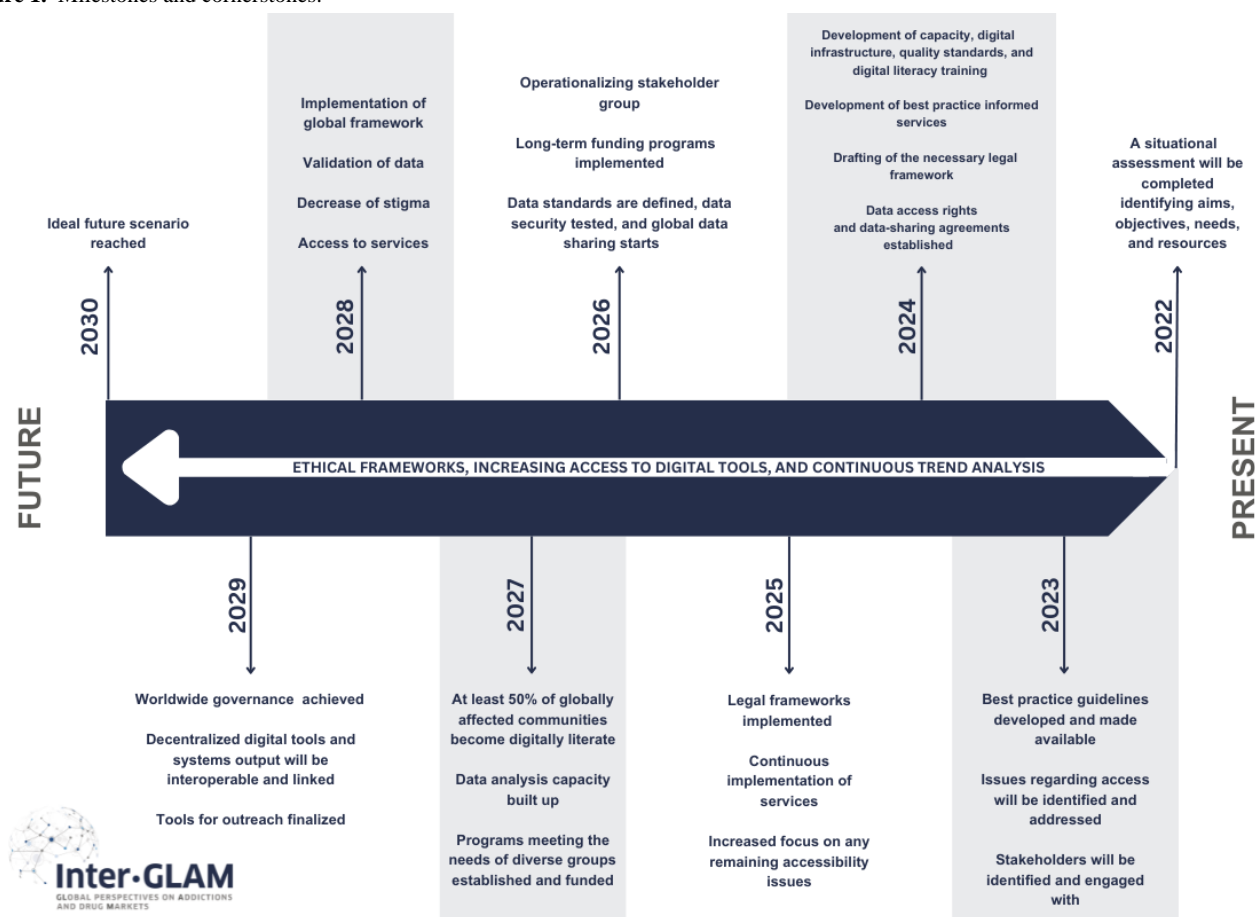 Figure 1. Milestones and cornerstones.
Ideal future scenario
reached
2030
Implementation of
global framework
Validation of data
Decrease of stigma
Access to services
2028
Operationalizing stakeholder
group
Long-term funding programs
implemented
Data standards are defined, data
security tested, and global data
sharing starts
2026
Development of capacity, digital
infrastructure, quality standards, and
digital literacy training
Development of best practice informed
services
Drafting of the necessary legal
framework
Data access rights
and data-sharing agreements
established
2024
A situational
assessment will be
completed
identifying aims,
objectives, needs,
and resources
2022
FUTURE
ETHICAL FRAMEWORKS, INCREASING ACCESS TO DIGITAL TOOLS, AND CONTINUOUS TREND ANALYSIS
PRESENT
2029
Worldwide governance achieved
Decentralized digital tools and
systems output will be
interoperable and linked
Tools for outreach finalized
2027
At least 50% of globally
affected communities
become digitally literate
Data analysis capacity
built up
Programs meeting the
needs of diverse groups
established and funded
2025
Legal frameworks
implemented
Continuous
implementation of
services
Increased focus on any
remaining accessibility
issues
2023
Best practice guidelines
developed and made
available
Issues regarding access
will be identified and
addressed
Stakeholders will be
identified and engaged
with
Inter·GLAM
GLOBAL PERSPECTIVES ON ADDICTIONS
AND DRUG MARKETS